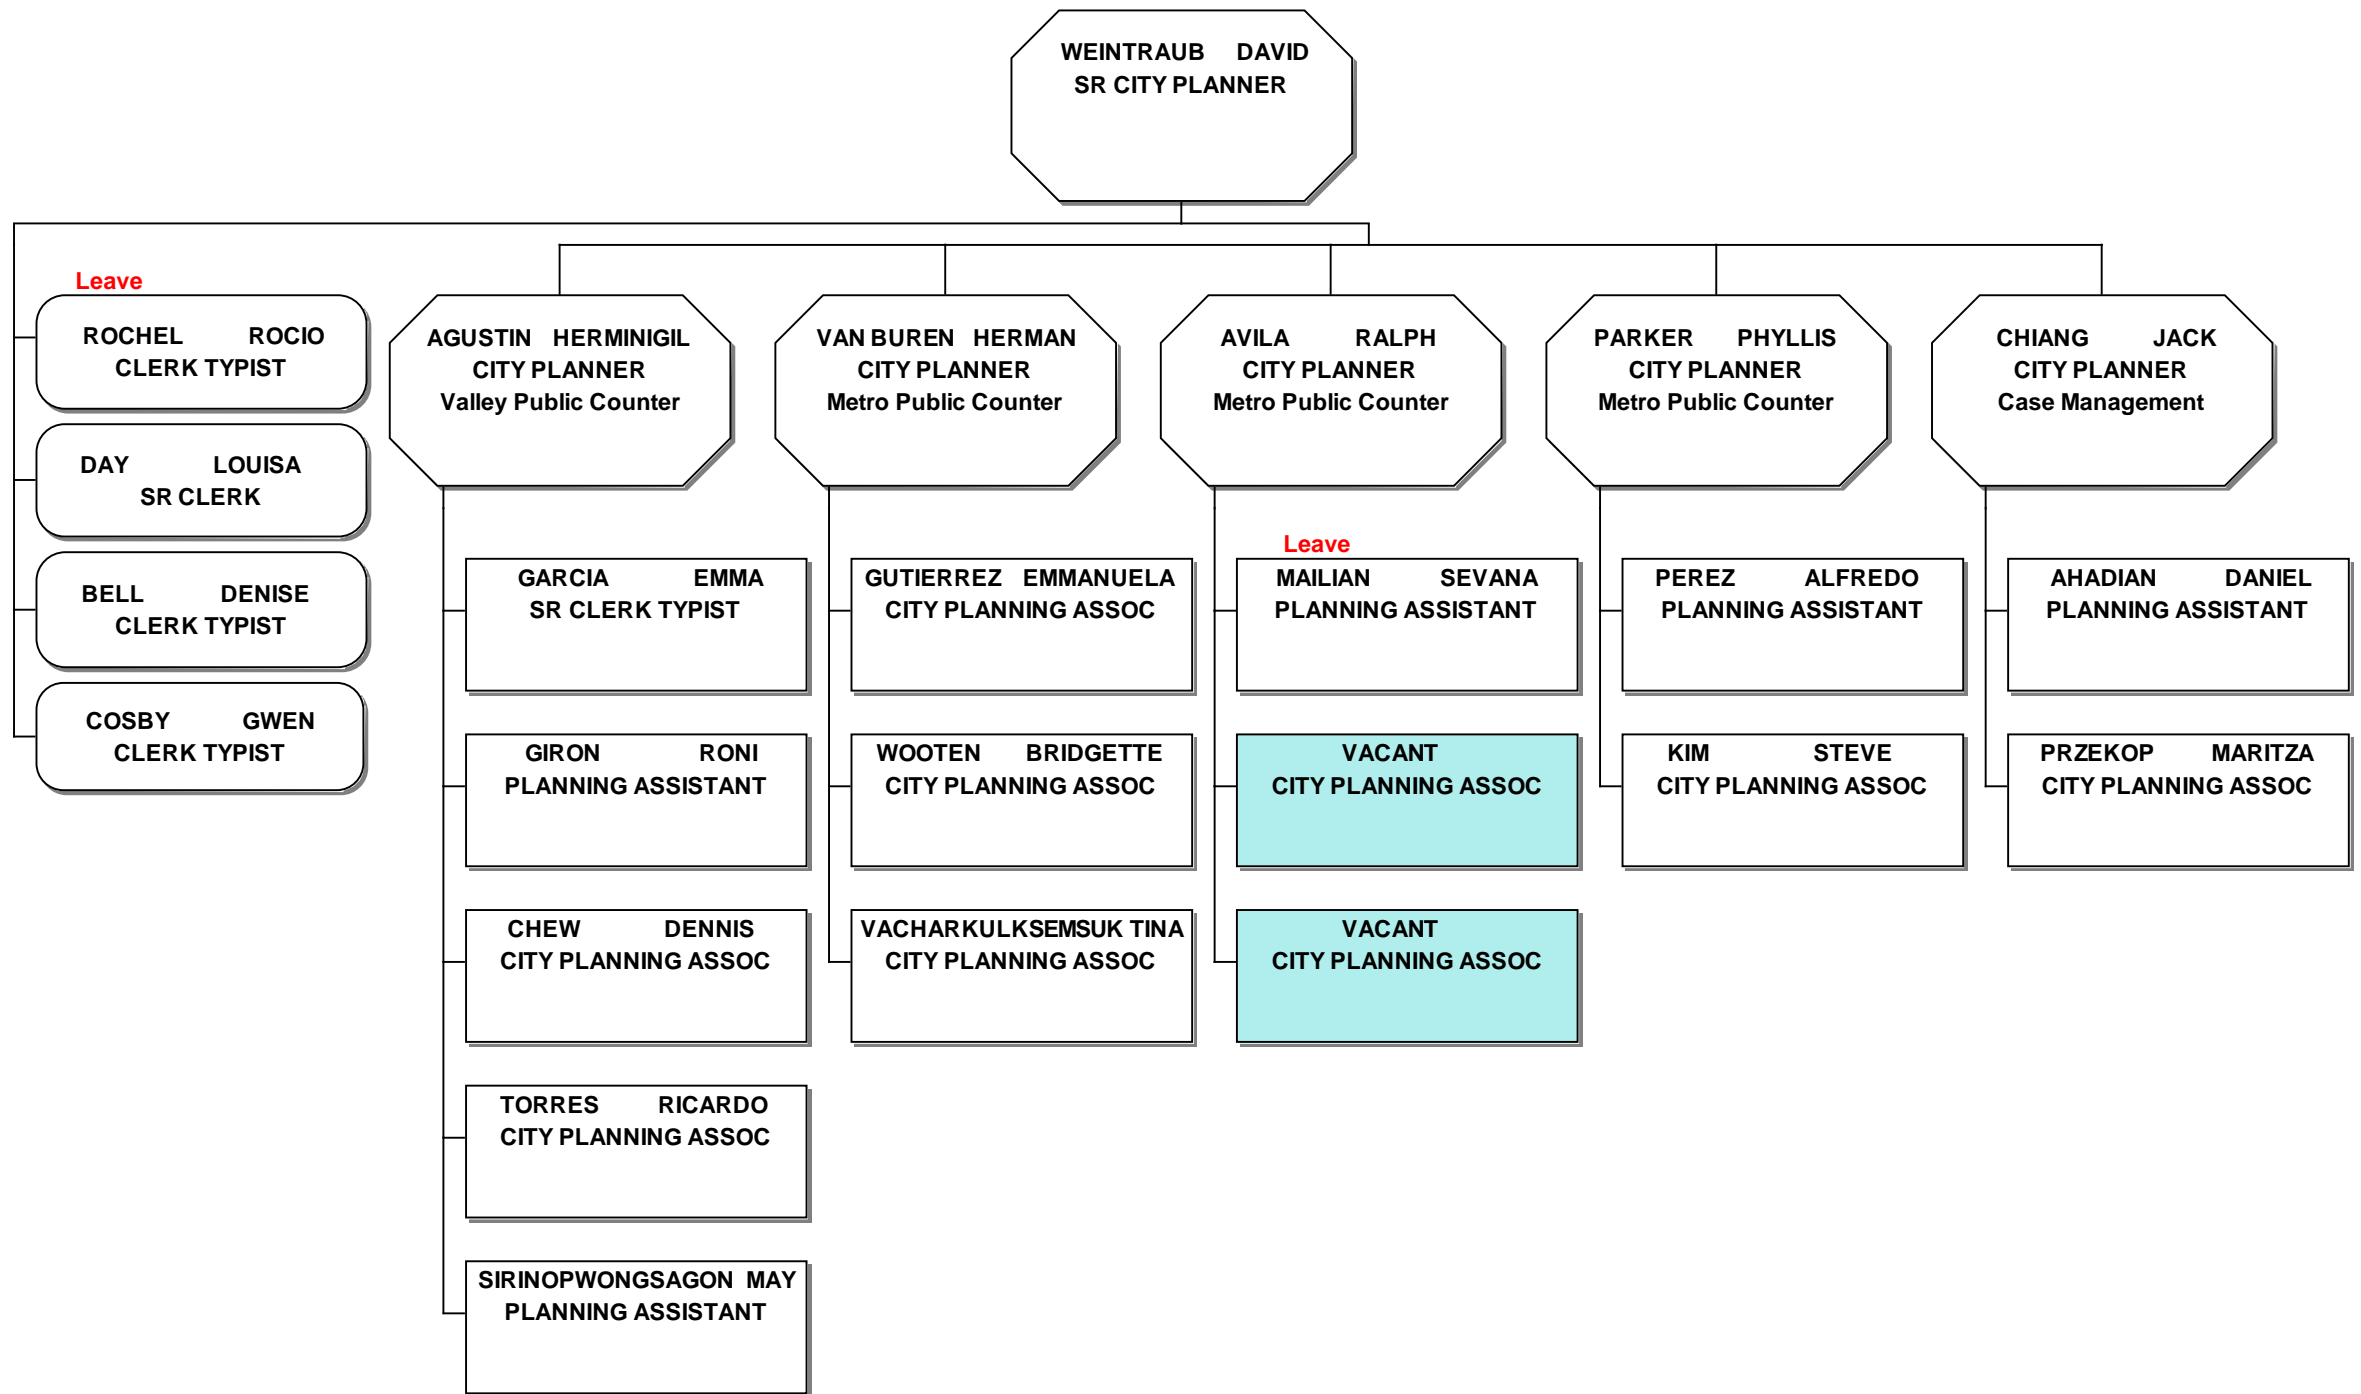 WEINTRAUB DAVID
SR CITY PLANNER
Leave
ROCHEL ROCIO
CLERK TYPIST
DAY LOUISA
SR CLERK
BELL DENISE
CLERK TYPIST
COSBY GWEN
CLERK TYPIST
AGUSTIN HERMINIGIL
CITY PLANNER
Valley Public Counter
GARCIA EMMA
SR CLERK TYPIST
GIRON RONI
PLANNING ASSISTANT
CHEW DENNIS
CITY PLANNING ASSOC
TORRES RICARDO
CITY PLANNING ASSOC
SIRINOPWONGSAGON MAY
PLANNING ASSISTANT
VAN BUREN HERMAN
CITY PLANNER
Metro Public Counter
GUTIERREZ EMMANUELA
CITY PLANNING ASSOC
WOOTEN BRIDGETTE
CITY PLANNING ASSOC
VACHARKULKSEMSUK TINA
CITY PLANNING ASSOC
AVILA RALPH
CITY PLANNER
Metro Public Counter
Leave
MAILIAN SEVANA
PLANNING ASSISTANT
VACANT
CITY PLANNING ASSOC
VACANT
CITY PLANNING ASSOC
PARKER PHYLLIS
CITY PLANNER
Metro Public Counter
PEREZ ALFREDO
PLANNING ASSISTANT
KIM STEVE
CITY PLANNING ASSOC
CHIANG JACK
CITY PLANNER
Case Management
AHADIAN DANIEL
PLANNING ASSISTANT
PRZEKOP MARITZA
CITY PLANNING ASSOC